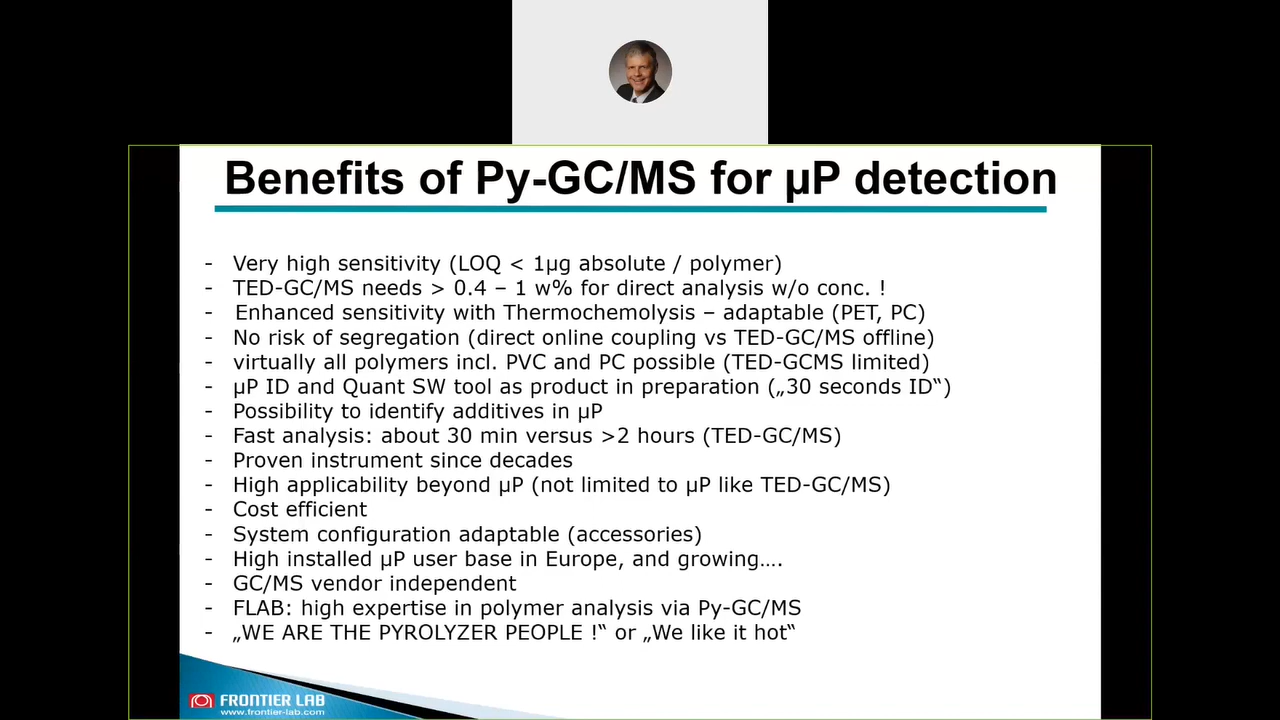 Benefits of Py-GC/MS for µP detection
- Very high sensitivity (LOQ < 1µg absolute / polymer)
- TED-GC/MS needs > 0.4 – 1 w% for direct analysis w/o conc. !
- Enhanced sensitivity with Thermochemolysis – adaptable (PET, PC)
- No risk of segregation (direct online coupling vs TED-GC/MS offline)
- virtually all polymers incl. PVC and PC possible (TED-GCMS limited)
- µP ID and Quant SW tool as product in preparation („30 seconds ID“)
- Possibility to identify additives in µP
- Fast analysis: about 30 min versus >2 hours (TED-GC/MS)
- Proven instrument since decades
- High applicability beyond µP (not limited to µP like TED-GC/MS)
- Cost efficient
- System configuration adaptable (accessories)
- High installed µP user base in Europe, and growing….
- GC/MS vendor independent
- FLAB: high expertise in polymer analysis via Py-GC/MS
- „WE ARE THE PYROLYZER PEOPLE !“ or „We like it hot“
FRONTIER LAB
www.frontier-lab.com